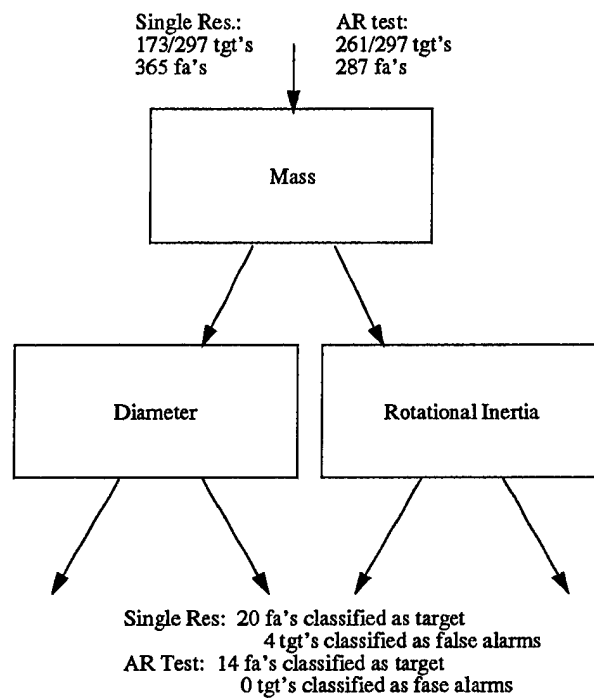 Single Res.:
173/297 tgt's
365 fa's
AR test:
261/297 tgt's
287 fa's
Mass
Diameter
Rotational Inertia
Single Res: 20 fa's classified as target
4 tgt's classified as false alarms
AR Test: 14 fa's classified as target
0 tgt's classified as fase alarms